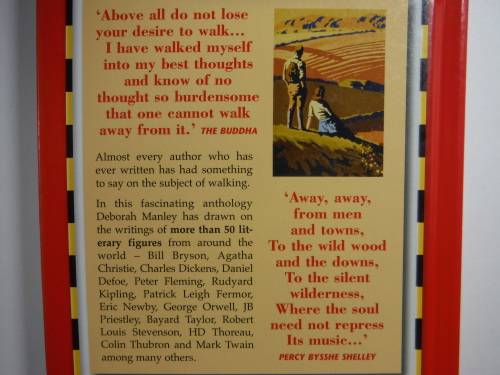 ‘Above all do not lose
your desire to walk...
I have walked myself
into my best thoughts
and know of no
thought so burdensome
that one cannot walk
away from it.’ THE BUDDHA
Almost every author who has
ever written has had something
to say on the subject of walking.
In this fascinating anthology
Deborah Manley has drawn on
the writings of more than 50 lit-
erary figures from around the
world – Bill Bryson, Agatha
Christie, Charles Dickens, Daniel
Defoe, Peter Fleming, Rudyard
Kipling, Patrick Leigh Fermor,
Eric Newby, George Orwell, JB
Priestley, Bayard Taylor, Robert
Louis Stevenson, HD Thoreau,
Colin Thubron and Mark Twain
among many others.
‘Away, away,
from men
and towns,
To the wild wood
and the downs,
To the silent
wilderness,
Where the soul
need not repress
Its music...’
PERCY BYSSHE SHELLEY